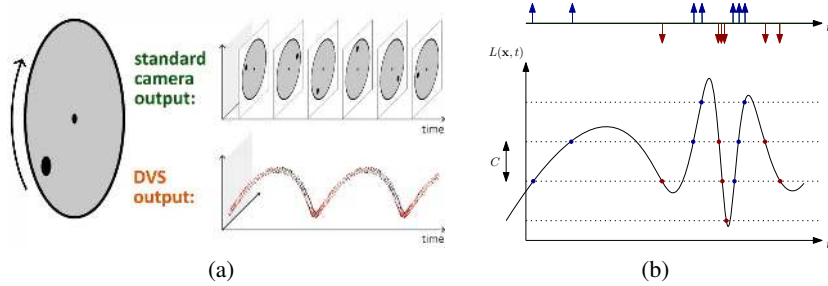 standard
camera
output:
time
DVS
output:
time
(a)
t
L(x, t)
C
t
(b)